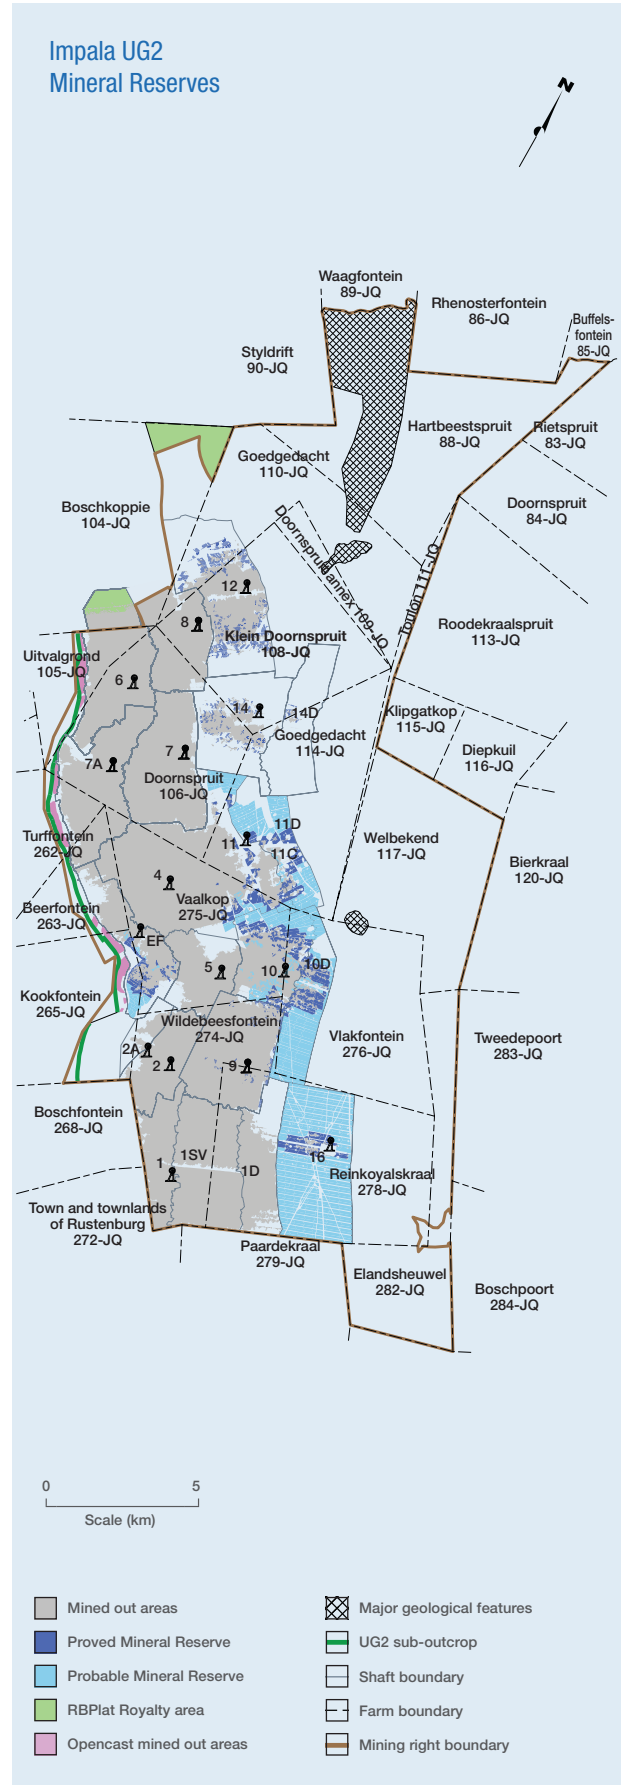 Impala UG2
Mineral Reserves
N
Waagfontein
89-JQ
Rhenosterfontein
86-JQ
Buffels-
fontein
85-JQ
Styldrift
90-JQ
Hartbeestspruit
88-JQ
Rietspruit
83-JQ
Goedgedacht
110-JQ
Doornspruit
84-JQ
Boschkoppie
104-JQ
Doornspruit annex 109-JQ
Toulon 111-JQ
12
8
Klein Doornspruit
108-JQ
Roodekraalspruit
113-JQ
Uitvalgrond
105-JQ
6
14
14D
Goedgedacht
114-JQ
Klipgatkop
115-JQ
Diepkuil
116-JQ
7
7A
Doornspruit
106-JQ
11D
11
11C
Turffontein
262-JQ
Welbekend
117-JQ
Bierkraal
120-JQ
4
Vaalkop
275-JQ
Beerfontein
263-JQ
EF
5
10
10D
Kookfontein
265-JQ
Wildebeesfontein
274-JQ
Vlakfontein
276-JQ
Tweedepoort
283-JQ
2A
2
9
Boschfontein
268-JQ
1SV
1
1D
16
Reinkoyalskraal
278-JQ
Town and townlands
of Rustenburg
272-JQ
Paardekraal
279-JQ
Elandsheuwel
282-JQ
Boschpoort
284-JQ
0 5
Scale (km)
Mined out areas
Proved Mineral Reserve
Probable Mineral Reserve
RBPlat Royalty area
Opencast mined out areas
Major geological features
UG2 sub-outcrop
Shaft boundary
Farm boundary
Mining right boundary